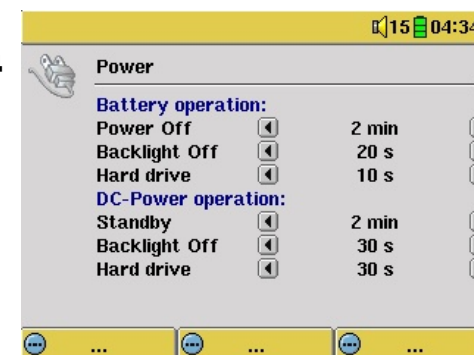 15 04:34
Power
Battery operation:
Power Off 2 min
Backlight Off 20 s
Hard drive 10 s
DC-Power operation:
Standby 2 min
Backlight Off 30 s
Hard drive 30 s
... ... ...